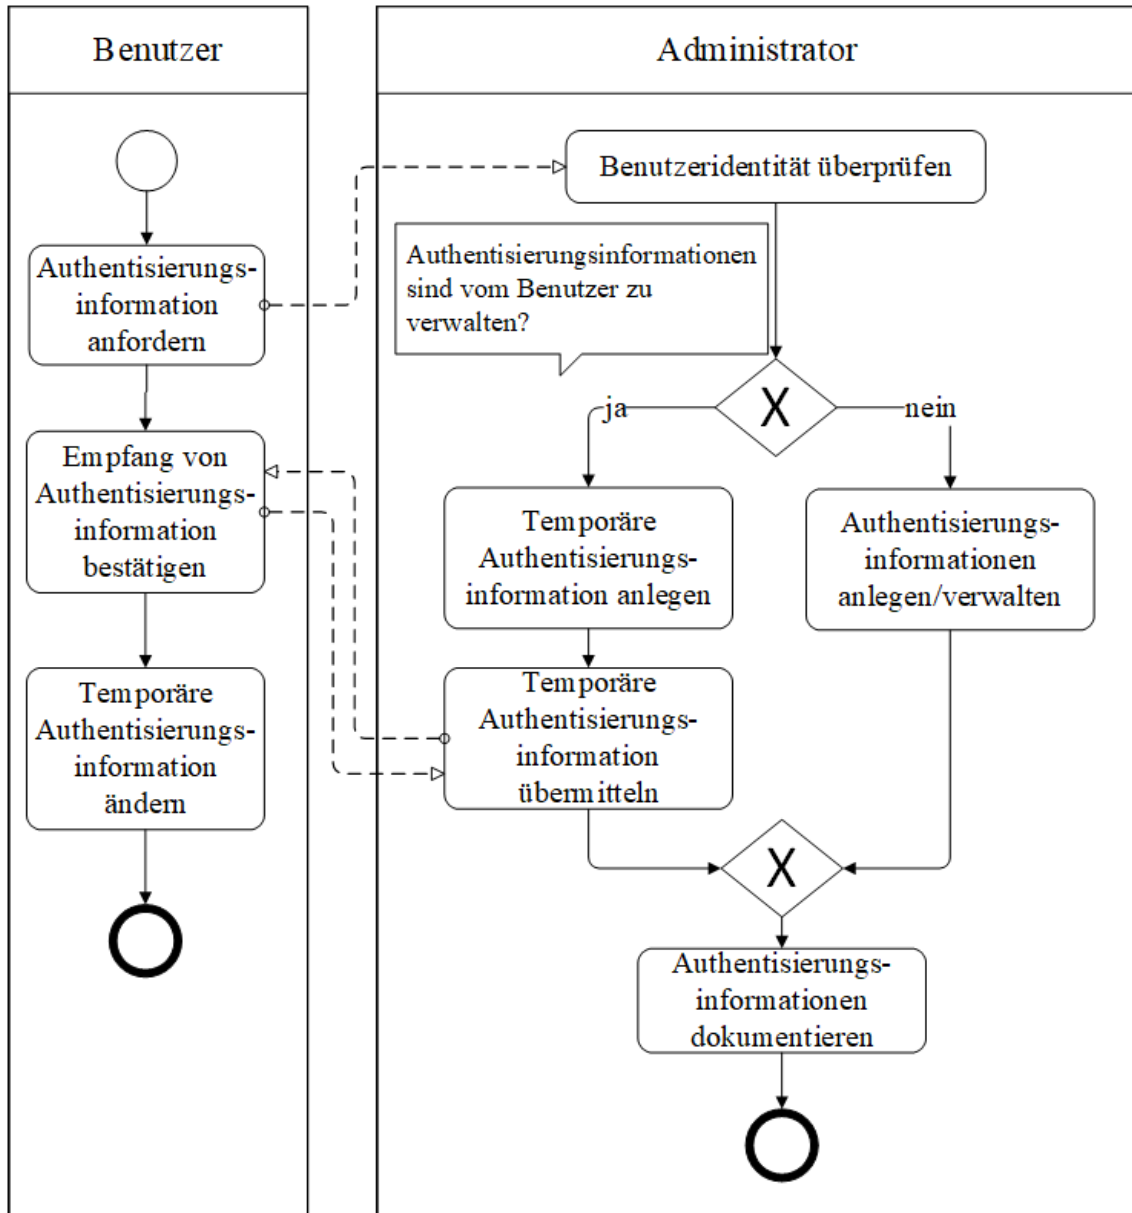 Benutzer
Administrator
Authentisierungs-
information
anfordern
Empfang von
Authentisierungs-
information
bestätigen
Temporäre
Authentisierungs-
information
ändern
Benutzeridentität überprüfen
Authentisierungsinformationen
sind vom Benutzer zu
verwalten?
X
ja
nein
Temporäre
Authentisierungs-
information anlegen
Authentisierungs-
informationen
anlegen/verwalten
Temporäre
Authentisierungs-
information
übermitteln
X
Authentisierungs-
informationen
dokumentieren